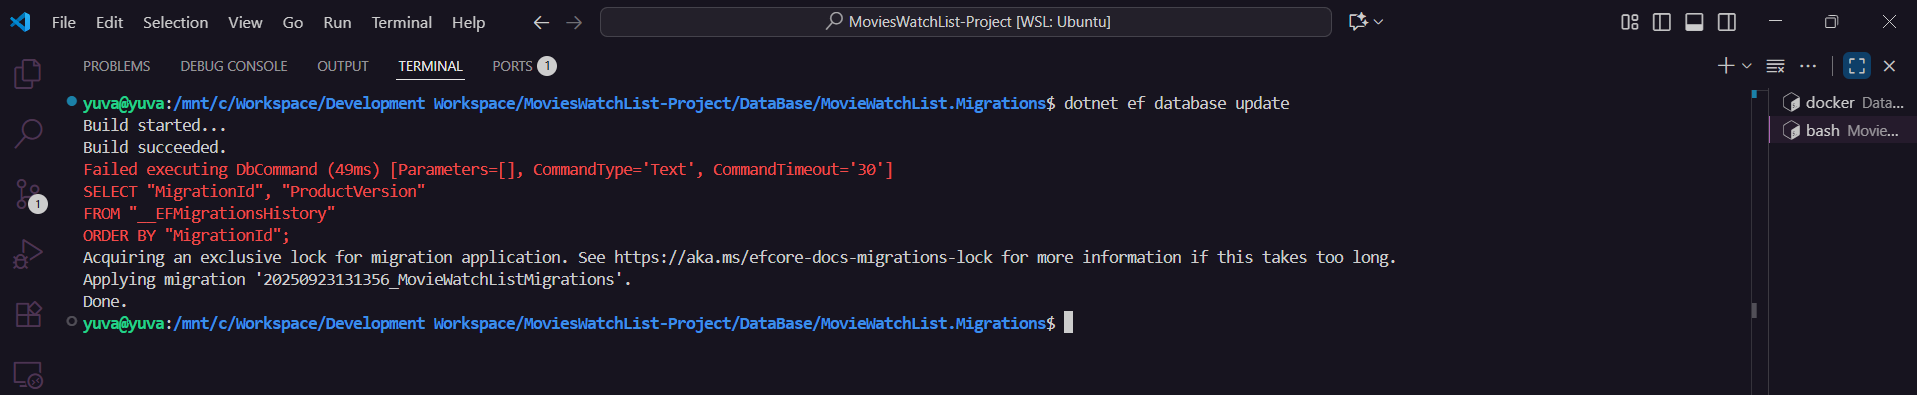 File Edit Selection View Go Run Terminal Help
MoviesWatchList-Project [WSL: Ubuntu]
PROBLEMS DEBUG CONSOLE OUTPUT TERMINAL PORTS 1
yuva@yuva:/mnt/c/Workspace/Development Workspace/MoviesWatchList-Project/DataBase/MovieWatchList.Migrations$ dotnet ef database update
Build started...
Build succeeded.
Failed executing DbCommand (49ms) [Parameters=[], CommandType='Text', CommandTimeout='30']
SELECT "MigrationId", "ProductVersion"
FROM "__EFMigrationsHistory"
ORDER BY "MigrationId";
Acquiring an exclusive lock for migration application. See https://aka.ms/efcore-docs-migrations-lock for more information if this takes too long.
Applying migration '20250923131356_MovieWatchListMigrations'.
Done.
yuva@yuva:/mnt/c/Workspace/Development Workspace/MoviesWatchList-Project/DataBase/MovieWatchList.Migrations$
docker Data...
bash Movie...
1